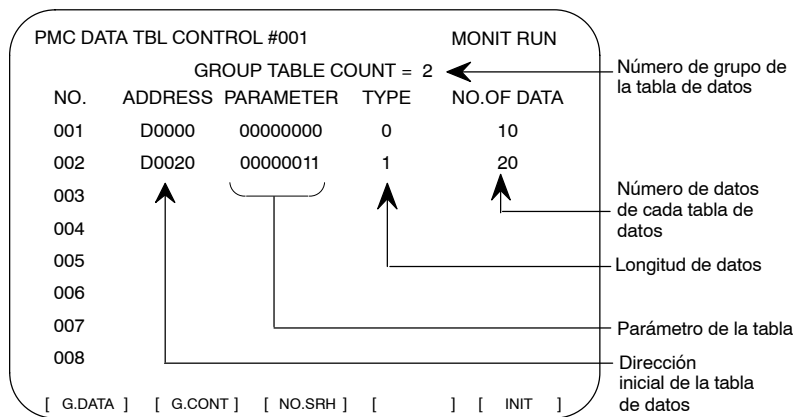 PMC DATA TBL CONTROL #001 MONIT RUN
GROUP TABLE COUNT = 2
NO. ADDRESS PARAMETER TYPE NO.OF DATA
001 D0000 00000000 0 10
002 D0020 00000011 1 20
003
004
005
006
007
008
[ G.DATA ] [ G.CONT ] [ NO.SRH ] [ ] [ INIT ]
Número de grupo de
la tabla de datos
Número de datos
de cada tabla de
datos
Longitud de datos
Parámetro de la tabla
Dirección
inicial de la tabla
de datos